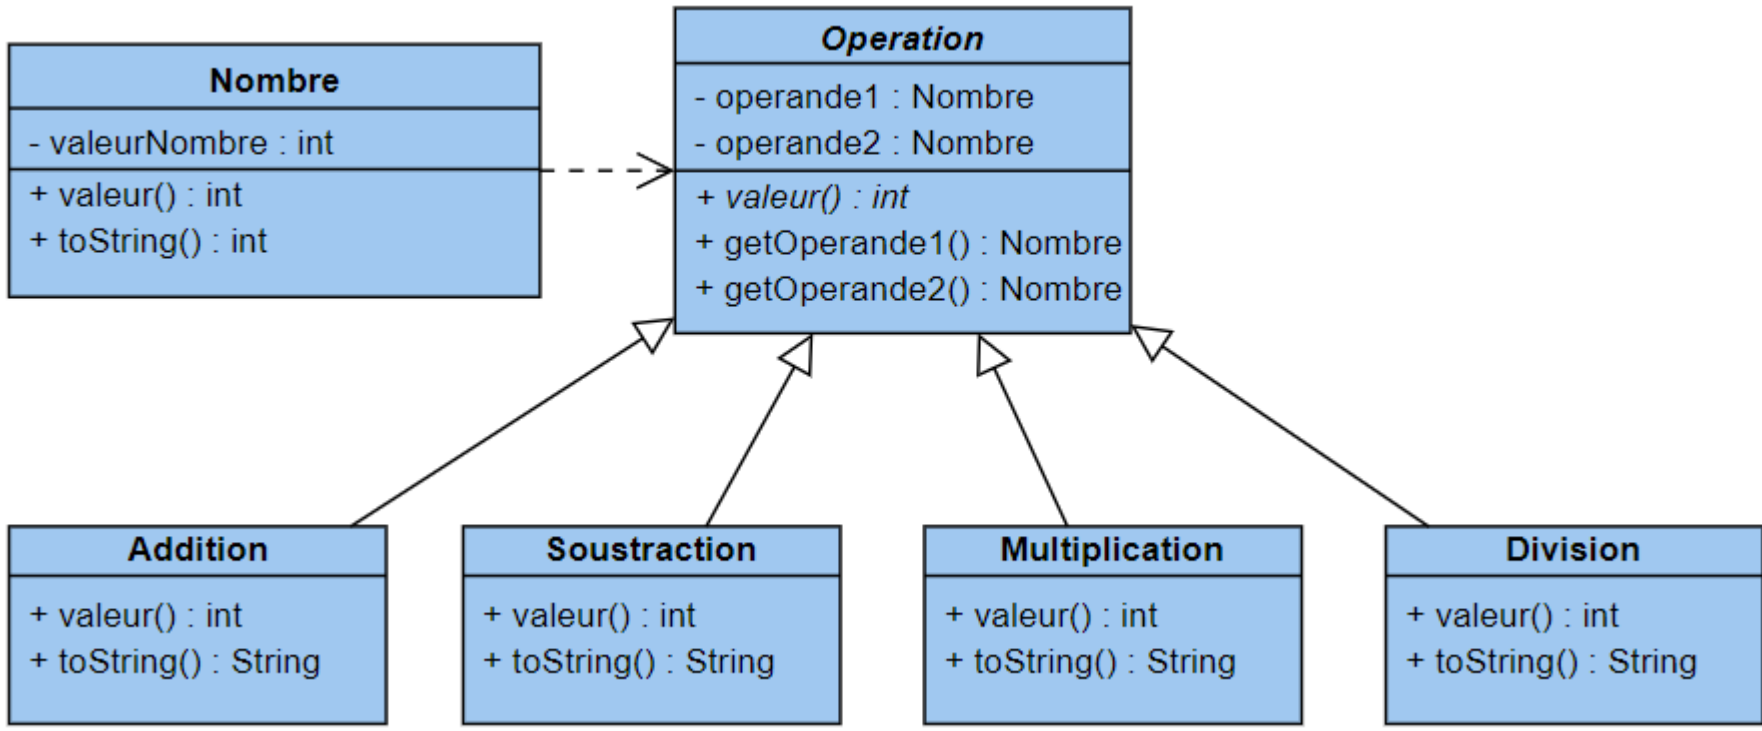 Nombre
- valeurNombre : int
+ valeur() : int
+ toString() : int
Operation
- operande1 : Nombre
- operande2 : Nombre
+ valeur() : int
+ getOperande1() : Nombre
+ getOperande2() : Nombre
Addition
+ valeur() : int
+ toString() : String
Soustraction
+ valeur() : int
+ toString() : String
Multiplication
+ valeur() : int
+ toString() : String
Division
+ valeur() : int
+ toString() : String